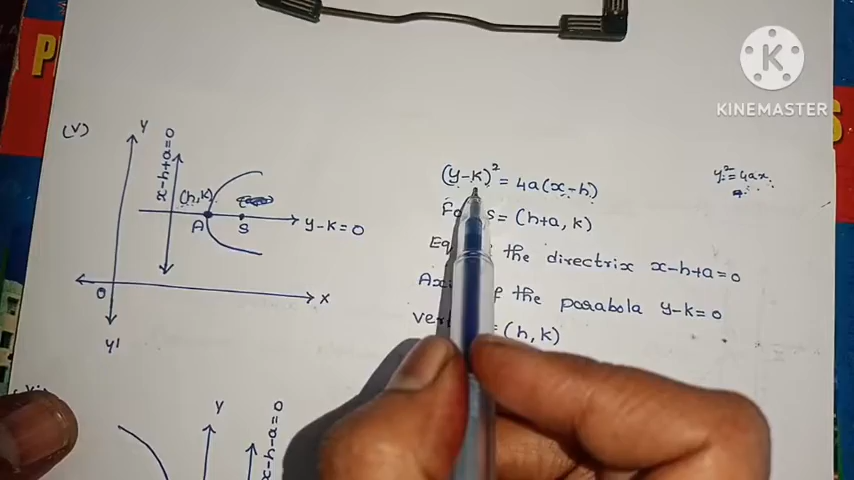 K
KINEMASTER
(v)
Y
x-h+a=0
(h,k)
A
S
y-k=0
O
X
Y'
(y-k)² = 4a(x-h)
S = (h+a, k)
the directrix x-h+a=0
the parabola y-k=0
= (h, k)
y² = 4ax
Y
x-h-a=0